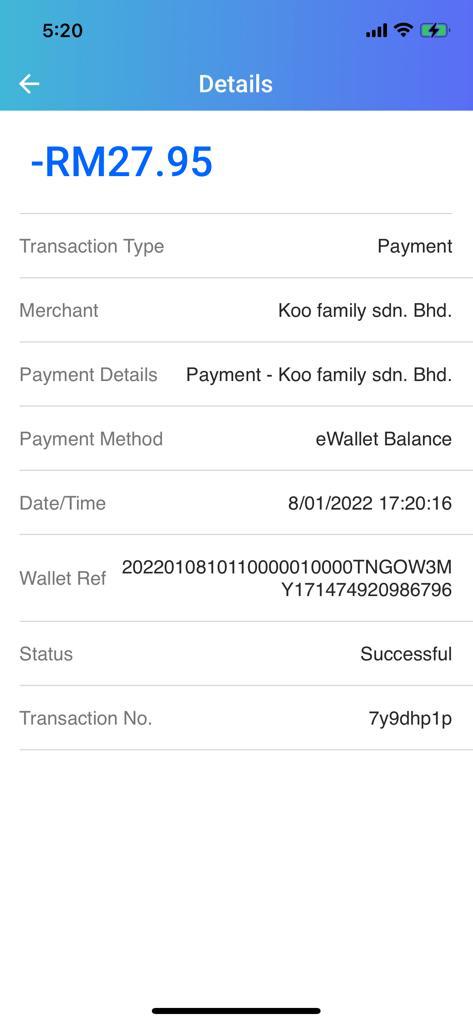 5:20
Details
-RM27.95
Transaction Type Payment
Merchant Koo family sdn. Bhd.
Payment Details Payment - Koo family sdn. Bhd.
Payment Method eWallet Balance
Date/Time 8/01/2022 17:20:16
Wallet Ref 2022010810110000010000TNGOW3M
Y171474920986796
Status Successful
Transaction No. 7y9dhp1p